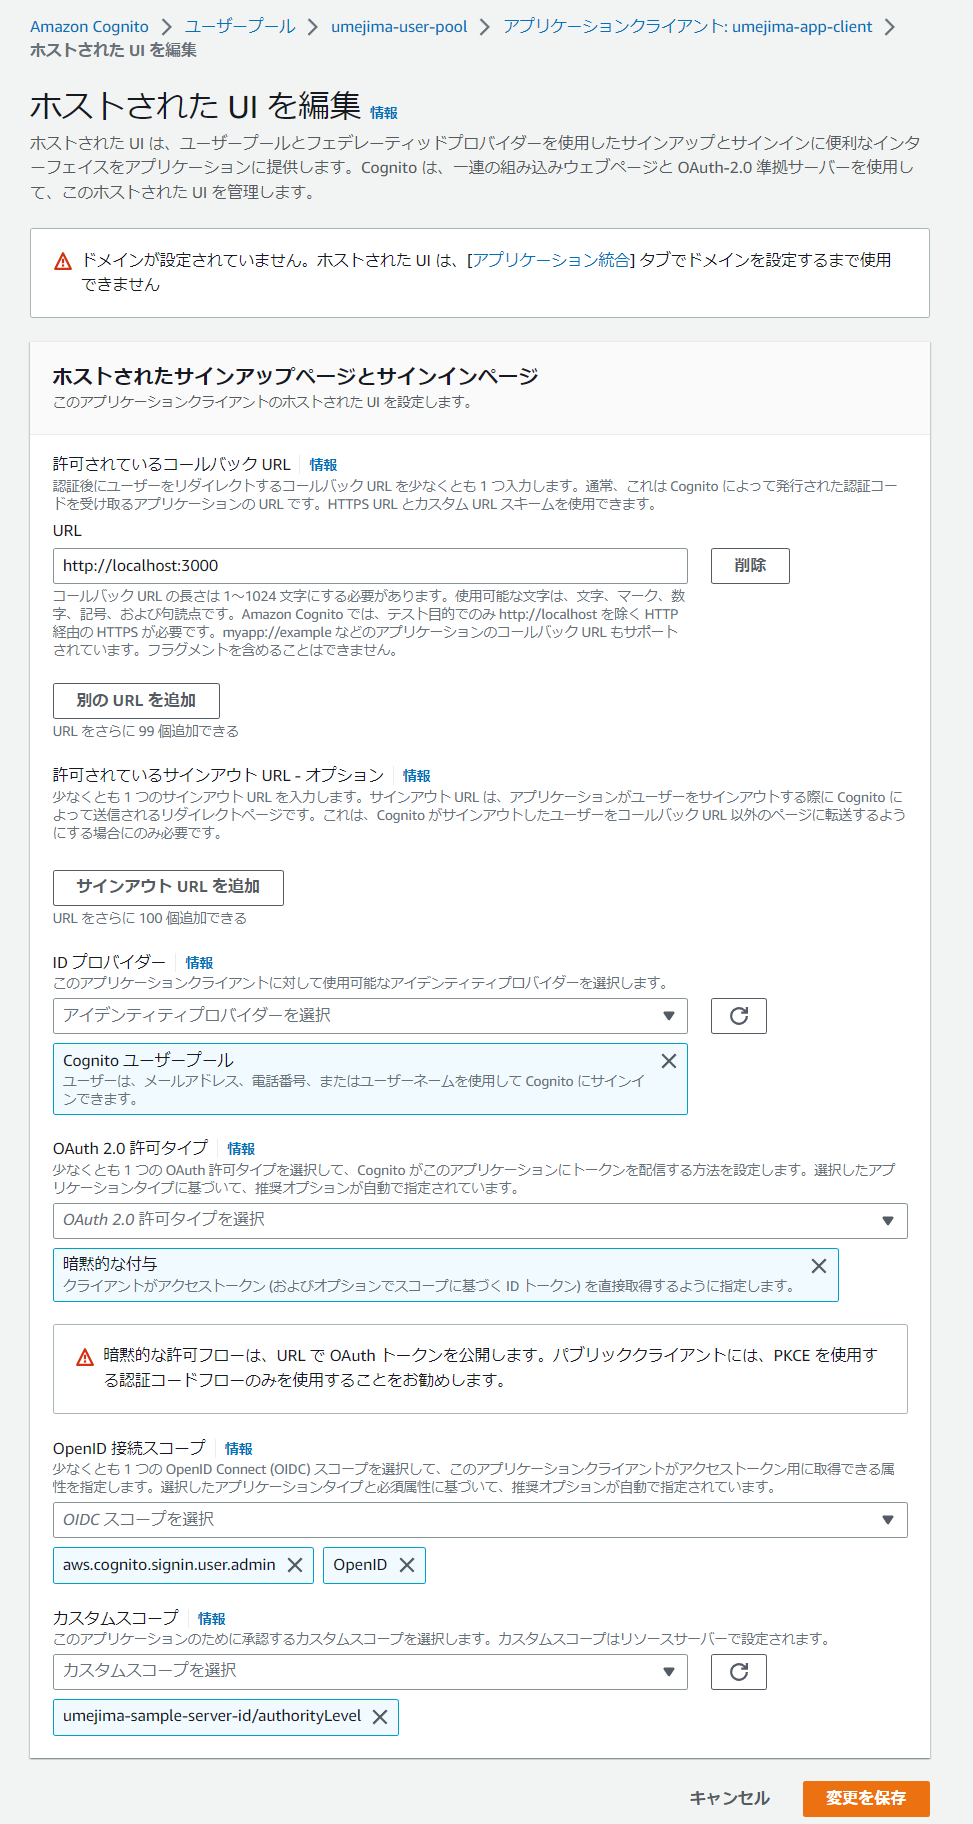 Amazon Cognito > ユーザープール > umejima-user-pool > アプリケーションクライアント: umejima-app-client >
ホストされた UI を編集
ホストされた UI を編集 情報
ホストされた UI は、ユーザープールとフェデレーティッドプロバイダーを使用したサインアップとサインインに便利なインタ
ーフェイスをアプリケーションに提供します。Cognito は、一連の組み込みウェブページと OAuth-2.0 準拠サーバーを使用し
て、このホストされた UI を管理します。
ドメインが設定されていません。ホストされた UI は、[アプリケーション統合] タブでドメインを設定するまで使用
できません
ホストされたサインアップページとサインインページ
このアプリケーションクライアントのホストされた UI を設定します。
許可されているコールバック URL 情報
認証後にユーザーをリダイレクトするコールバック URL を少なくとも 1 つ入力します。通常、これは Cognito によって発行された認証コー
ドを受け取るアプリケーションの URL です。HTTPS URL とカスタム URL スキームを使用できます。
URL
http://localhost:3000 削除
コールバック URL の長さは 1～1024 文字にする必要があります。使用可能な文字は、文字、マーク、数
字、記号、および句読点です。Amazon Cognito では、テスト目的でのみ http://localhost を除く HTTP
経由の HTTPS が必要です。myapp://example などのアプリケーションのコールバック URL もサポート
されています。フラグメントを含めることはできません。
別の URL を追加
URL をさらに 99 個追加できる
許可されているサインアウト URL - オプション 情報
少なくとも 1 つのサインアウト URL を入力します。サインアウト URL は、アプリケーションがユーザーをサインアウトする際に Cognito に
よって送信されるリダイレクトページです。これは、Cognito がサインアウトしたユーザーをコールバック URL 以外のページに転送するよう
にする場合にのみ必要です。
サインアウト URL を追加
URL をさらに 100 個追加できる
ID プロバイダー 情報
このアプリケーションクライアントに対して使用可能なアイデンティティプロバイダーを選択します。
アイデンティティプロバイダーを選択
Cognito ユーザープール
ユーザーは、メールアドレス、電話番号、またはユーザーネームを使用して Cognito にサインイ
ンできます。
OAuth 2.0 許可タイプ 情報
少なくとも 1 つの OAuth 許可タイプを選択して、Cognito がこのアプリケーションにトークンを配信する方法を設定します。選択したアプ
リケーションタイプに基づいて、推奨オプションが自動で指定されています。
OAuth 2.0 許可タイプを選択
暗黙的な付与
クライアントがアクセストークン (およびオプションでスコープに基づく ID トークン) を直接取得するように指定します。
暗黙的な許可フローは、URL で OAuth トークンを公開します。パブリッククライアントには、PKCE を使用す
る認証コードフローのみを使用することをお勧めします。
OpenID 接続スコープ 情報
少なくとも 1 つの OpenID Connect (OIDC) スコープを選択して、このアプリケーションクライアントがアクセストークン用に取得できる属
性を指定します。選択したアプリケーションタイプと必須属性に基づいて、推奨オプションが自動で指定されています。
OIDC スコープを選択
aws.cognito.signin.user.admin OpenID
カスタムスコープ 情報
このアプリケーションのために承認するカスタムスコープを選択します。カスタムスコープはリソースサーバーで設定されます。
カスタムスコープを選択
umejima-sample-server-id/authorityLevel
キャンセル 変更を保存